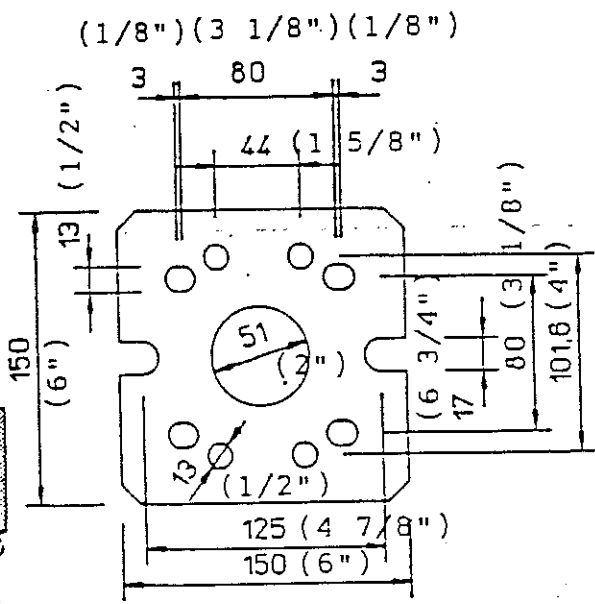 (1/8") (3 1/8") (1/8")
3 80 3
44 (1 5/8")
13 (1/2")
150 (6")
51 (2")
17 (6 3/4")
80 (3 1/8")
101,6 (4")
13 (1/2")
125 (4 7/8")
150 (6")